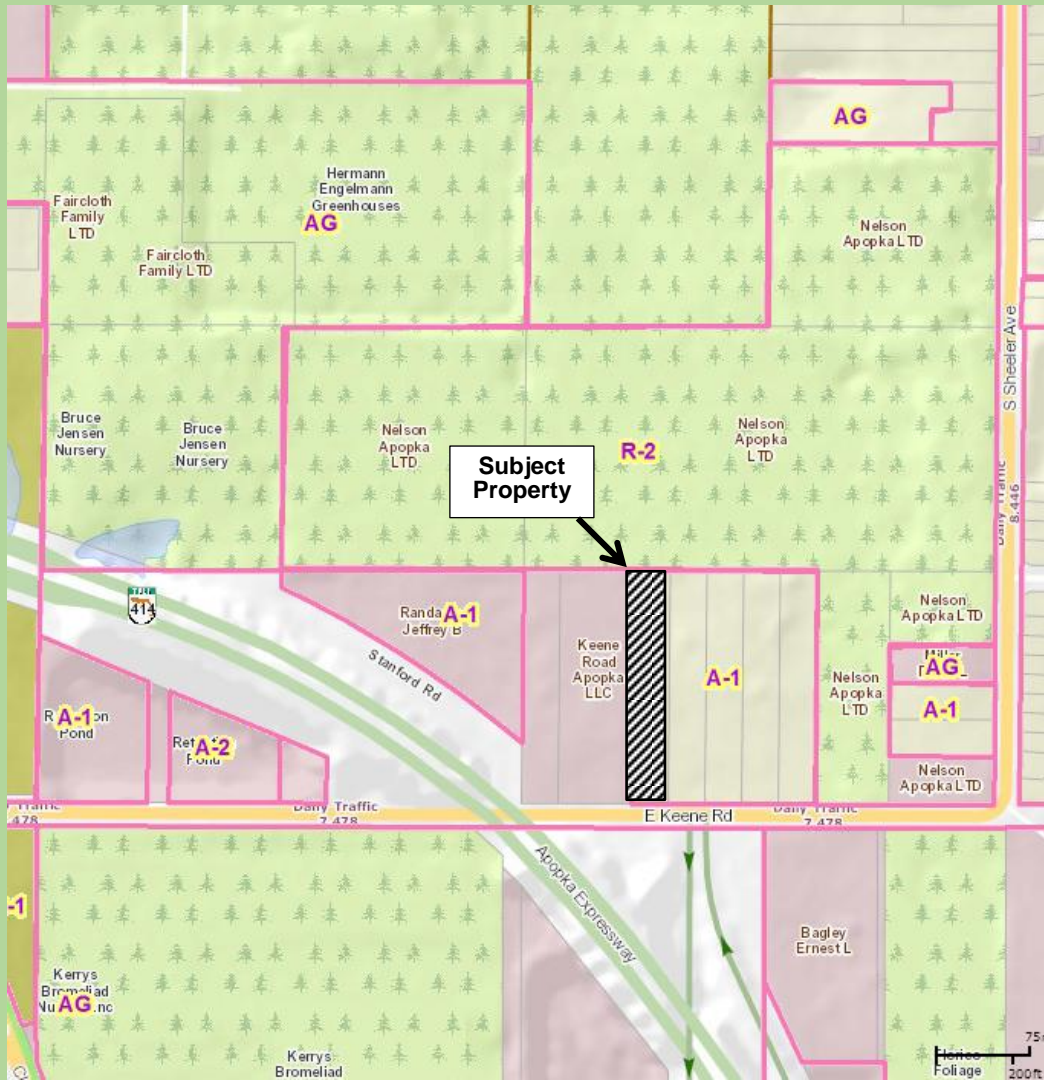 AG
Hermann
Engelmann
Greenhouses
AG
Faircloth
Family
LTD
Faircloth
Family LTD
Nelson
Apopka LTD
S Sheeler Ave
Bruce
Jensen
Nursery
Bruce
Jensen
Nursery
Nelson
Apopka
LTD
R-2
Nelson
Apopka
LTD
Subject
Property
Daily Traffic
8,446
414
Jeffrey B
A-1
Stanford Rd
Keene
Road
Apopka
LLC
A-1
Nelson
Apopka
LTD
Nelson
Apopka LTD
AG
A-1
Nelson
Apopka LTD
A-1
Pond
A-2
Pond
Traffic
478
Daily Traffic
7,478
E Keene Rd
Daily Traffic
7,478
Apopka Expressway
-1
Bagley
Ernest L
Kerrys
Bromeliad
AG
Kerrys
Bromeliad
Foliage
200ft